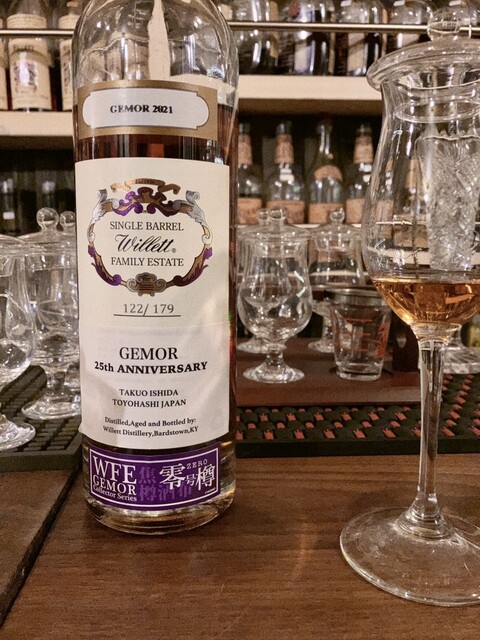 GEMOR 2021
SINGLE BARREL
Willett®
FAMILY ESTATE
122/ 179
GEMOR
25th ANNIVERSARY
TAKUO ISHIDA
TOYOHASHI JAPAN
Distilled,Aged and Bottled by:
Willett Distillery,Bardstown,KY
WFE
GEMOR
Collector Series
ZERO
零号樽